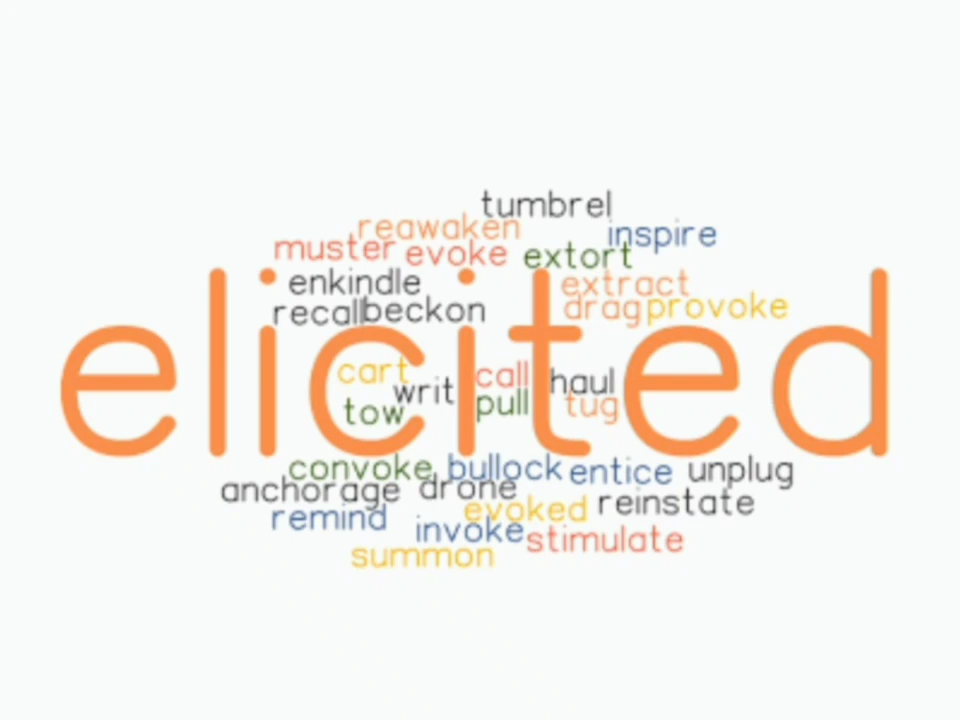 tumbrel
reawaken
inspire
muster evoke extort
enkindle extract
recall beckon drag provoke
elicited
cart call haul
writ
tow pull tug
convoke bullock entice unplug
anchorage drone reinstate
evoked
remind invoke stimulate
summon